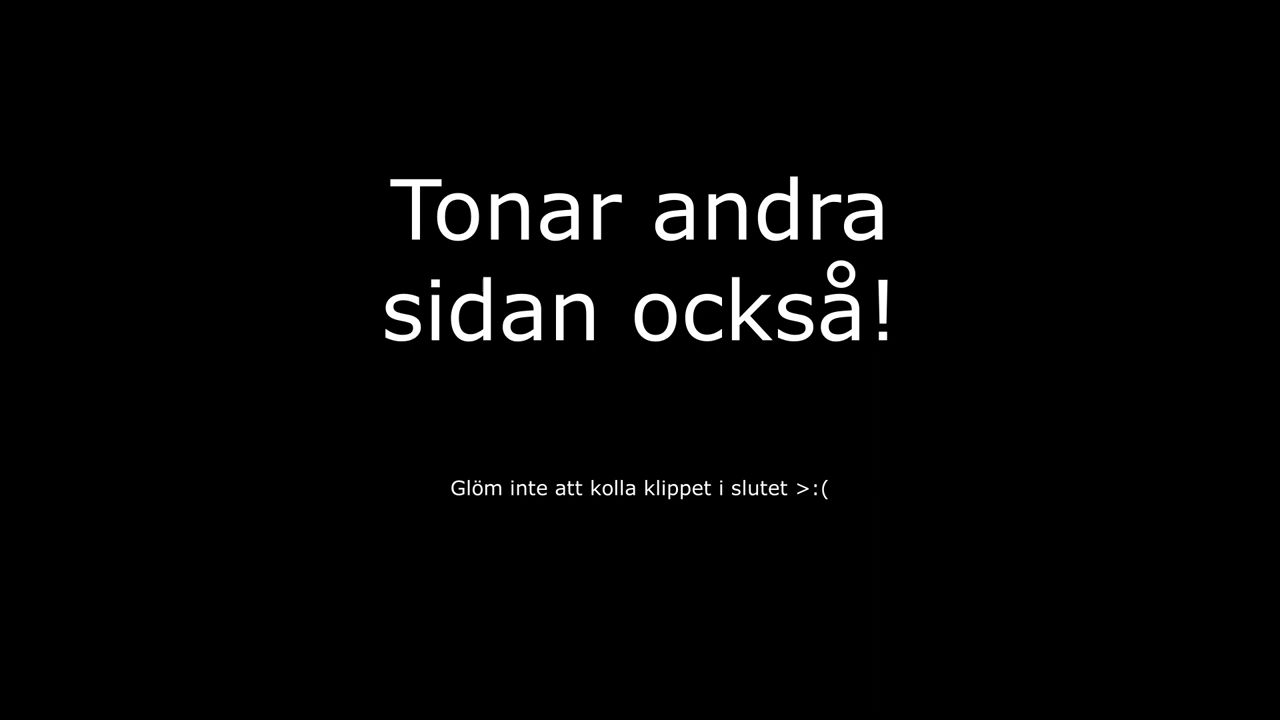 Tonar andra
sidan också!
Glöm inte att kolla klippet i slutet >:(